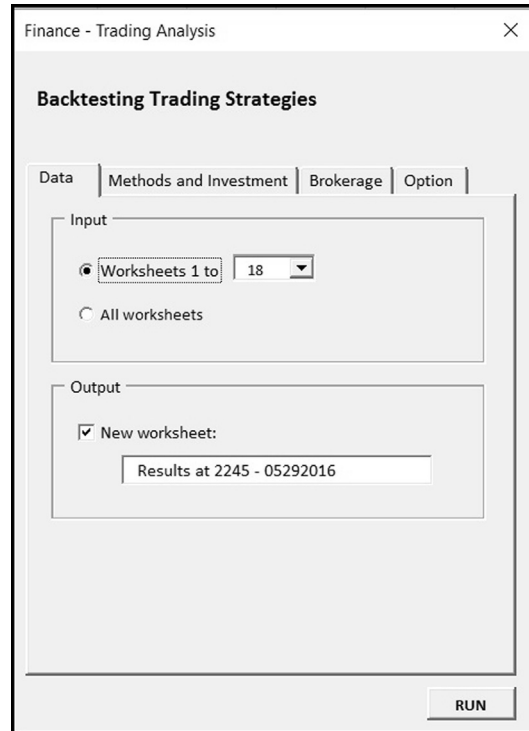 Finance - Trading Analysis
Backtesting Trading Strategies
Data Methods and Investment Brokerage Option
Input
Worksheets 1 to 18
All worksheets
Output
New worksheet:
Results at 2245 - 05292016
RUN